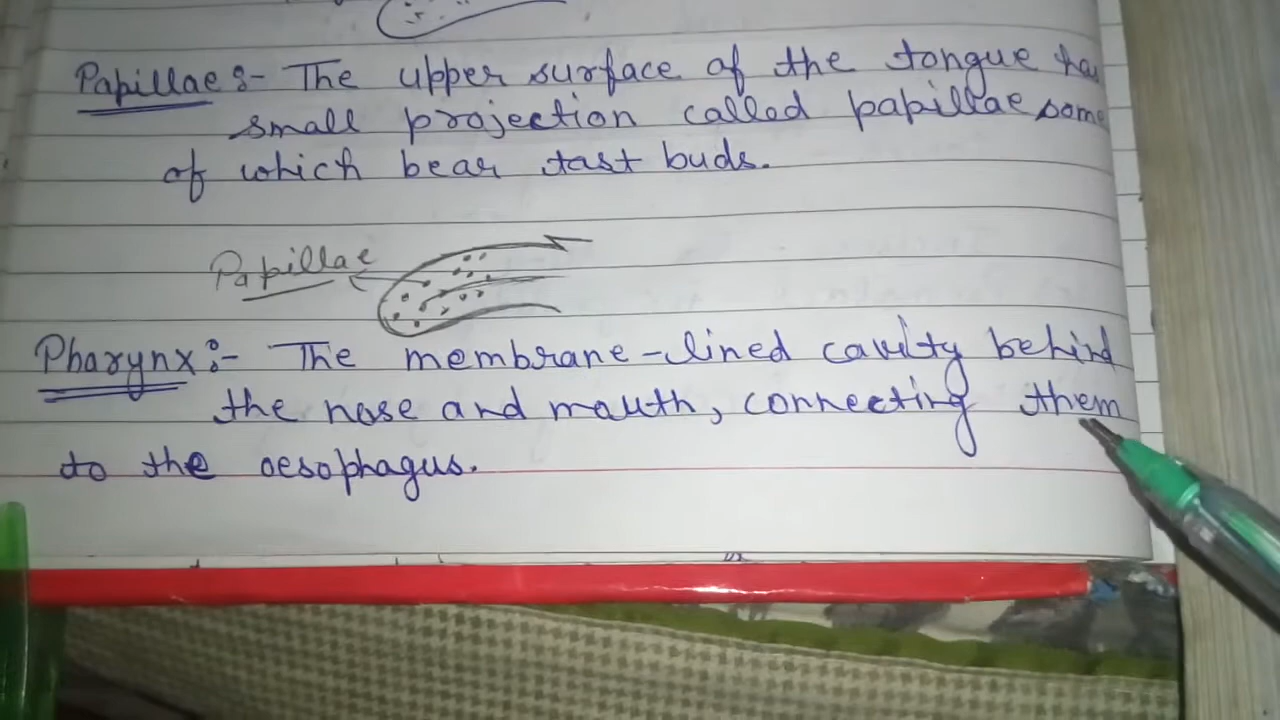 Papillae :- The upper surface of the tongue has
small projection called papillae some
of which bear tast buds.
Papillae
Pharynx :- The membrane-lined cavity behind
the nose and mouth, connecting them
to the oesophagus.